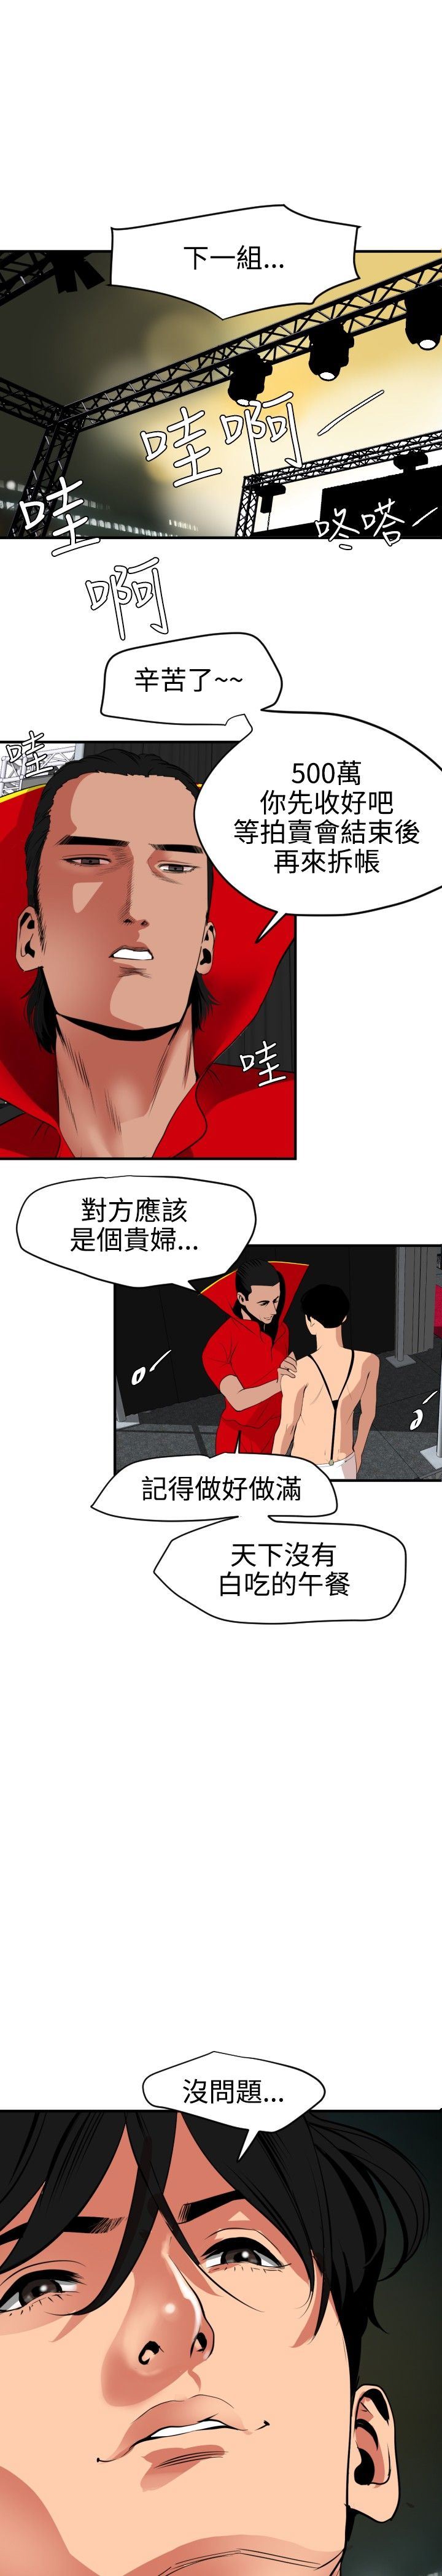 下一組...
哇啊—
哇
咚嗒—
啊
辛苦了~~
哇
500萬
你先收好吧
等拍賣會結束後
再來拆帳
哇
對方應該
是個貴婦...
記得做好做滿
天下沒有
白吃的午餐
沒問題...